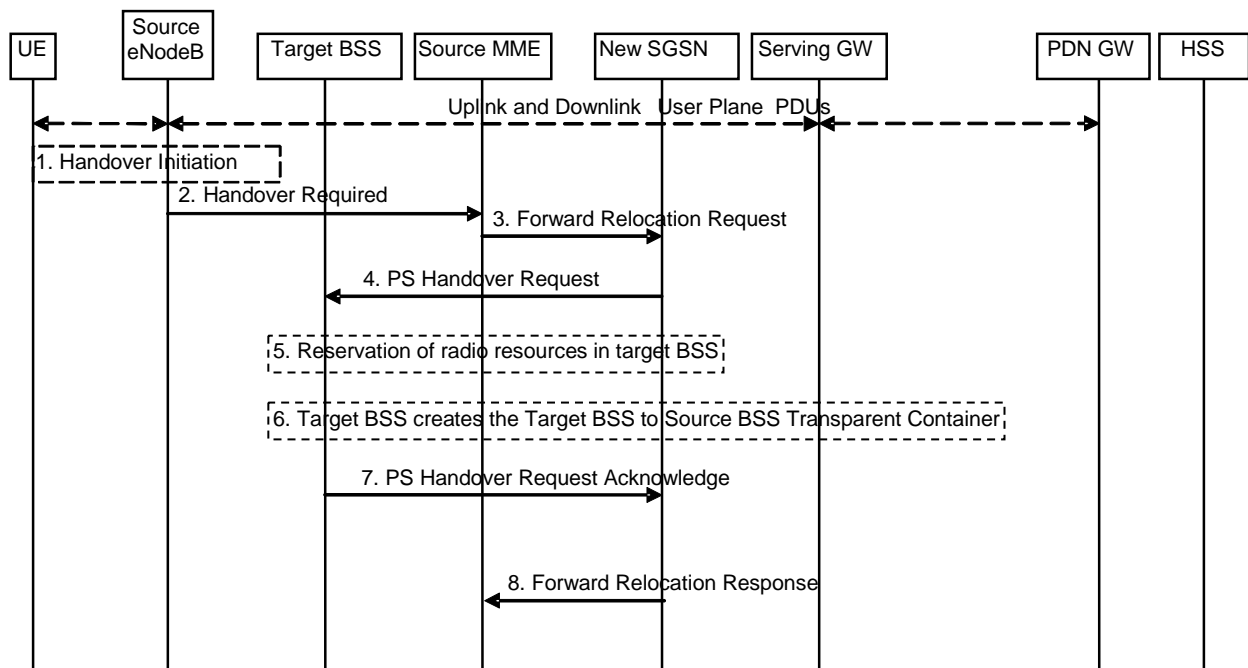 UE
Source
eNodeB
Target BSS
Source MME
New SGSN
Serving GW
PDN GW
HSS
Uplink and Downlink User Plane PDUs
1. Handover Initiation
2. Handover Required
3. Forward Relocation Request
4. PS Handover Request
5. Reservation of radio resources in target BSS
6. Target BSS creates the Target BSS to Source BSS Transparent Container
7. PS Handover Request Acknowledge
8. Forward Relocation Response